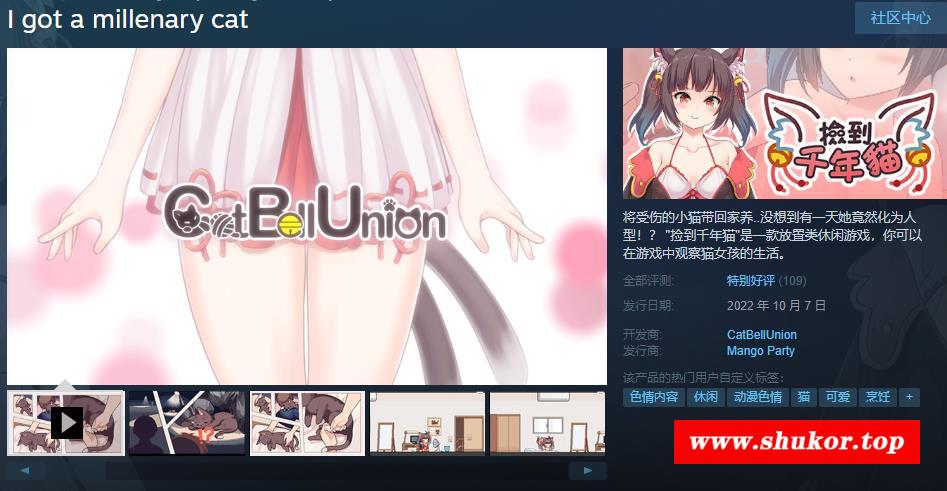 I got a millenary cat
社区中心
CatBellUnion
撿到
千年貓
将受伤的小猫带回家养..没想到有一天她竟然化为人
型！？ "捡到千年猫"是一款放置类休闲游戏，你可以
在游戏中观察猫女孩的生活。
全部评测: 特别好评 (109)
发行日期: 2022 年 10 月 7 日
开发商: CatBellUnion
发行商: Mango Party
该产品的热门用户自定义标签：
色情内容 休闲 动漫色情 猫 可爱 烹饪 +
www.shukor.top